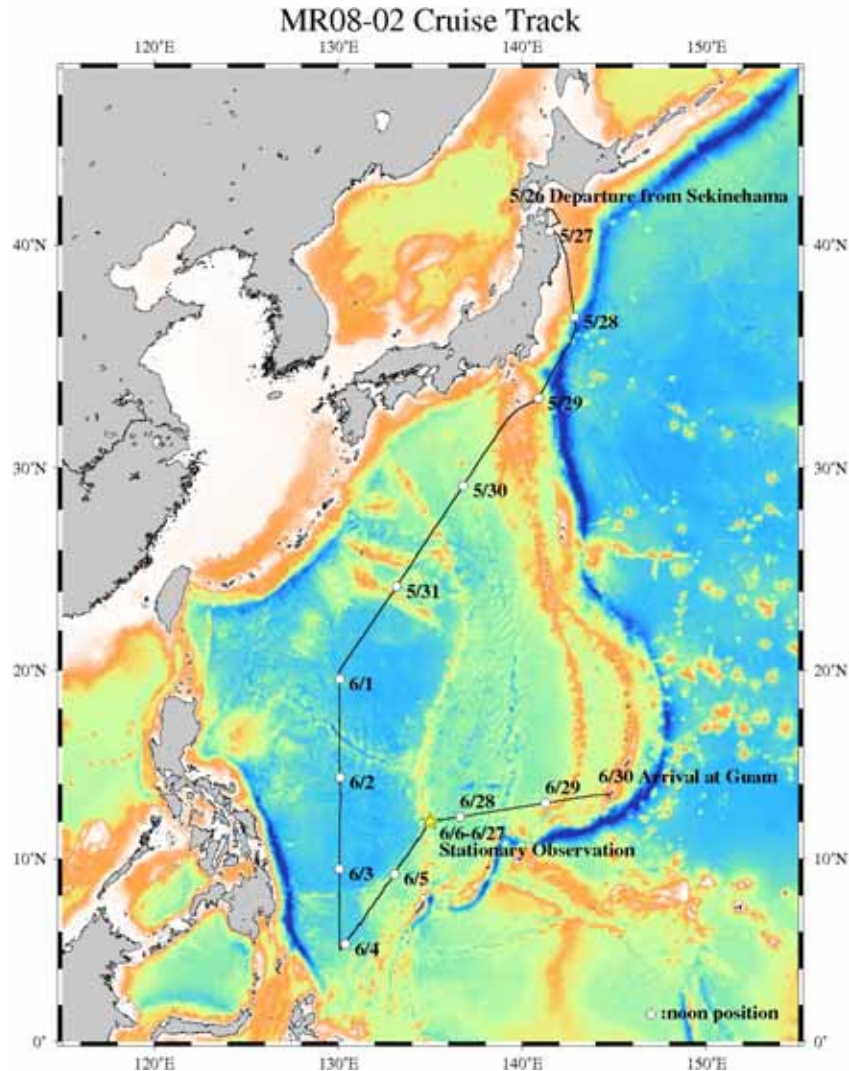 MR08-02 Cruise Track
120°E 130°E 140°E 150°E
5/26 Departure from Sekinehama
5/27
40°N 40°N
5/28
5/29
30°N 30°N
5/30
5/31
20°N 20°N
6/1
6/2
6/30 Arrival at Guam
6/29
6/28
6/6-6/27
Stationary Observation
10°N 10°N
6/3
6/5
6/4
:noon position
0° 0°
120°E 130°E 140°E 150°E